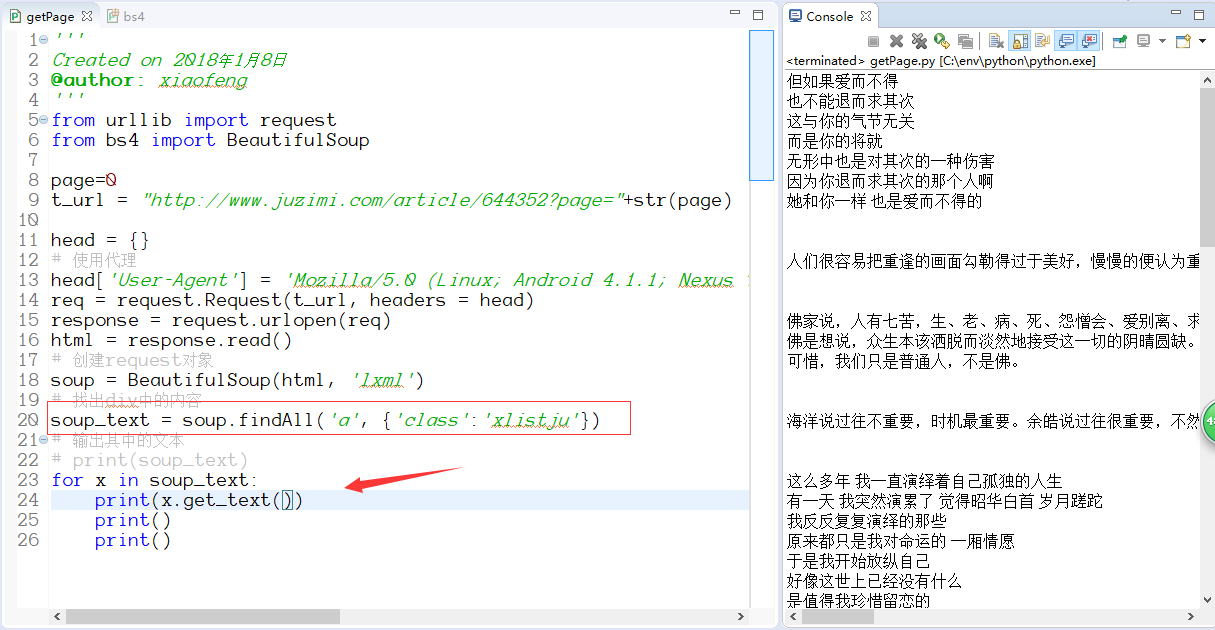 getPage
bs4
1 '''
2 Created on 2018年1月8日
3 @author: xiaofeng
4 '''
5 from urllib import request
6 from bs4 import BeautifulSoup
7
8 page=0
9 t_url = "http://www.juzimi.com/article/644352?page="+str(page)
10
11 head = {}
12 # 使用代理
13 head['User-Agent'] = 'Mozilla/5.0 (Linux; Android 4.1.1; Nexus
14 req = request.Request(t_url, headers = head)
15 response = request.urlopen(req)
16 html = response.read()
17 # 创建request对象
18 soup = BeautifulSoup(html, 'lxml')
19 # 找出div中的内容
20 soup_text = soup.findAll('a', {'class':'xlistju'})
21 # 输出其中的文本
22 # print(soup_text)
23 for x in soup_text:
24 print(x.get_text())
25 print()
26 print()
Console
<terminated> getPage.py [C:\env\python\python.exe]
但如果爱而不得
也不能退而求其次
这与你的气节无关
而是你的将就
无形中也是对其次的一种伤害
因为你退而求其次的那个人啊
她和你一样 也是爱而不得的
人们很容易把重逢的画面勾勒得过于美好，慢慢的便认为重
佛家说，人有七苦，生、老、病、死、怨憎会、爱别离、求
佛是想说，众生本该洒脱而淡然地接受这一切的阴晴圆缺。
可惜，我们只是普通人，不是佛。
海洋说过往不重要，时机最重要。余皓说过往很重要，不然
这么多年 我一直演绎着自己孤独的人生
有一天 我突然演累了 觉得昭华白首 岁月蹉跎
我反反复复演绎的那些
原来都只是我对命运的 一厢情愿
于是我开始放纵自己
好像这世上已经没有什么
是值得我珍惜留恋的